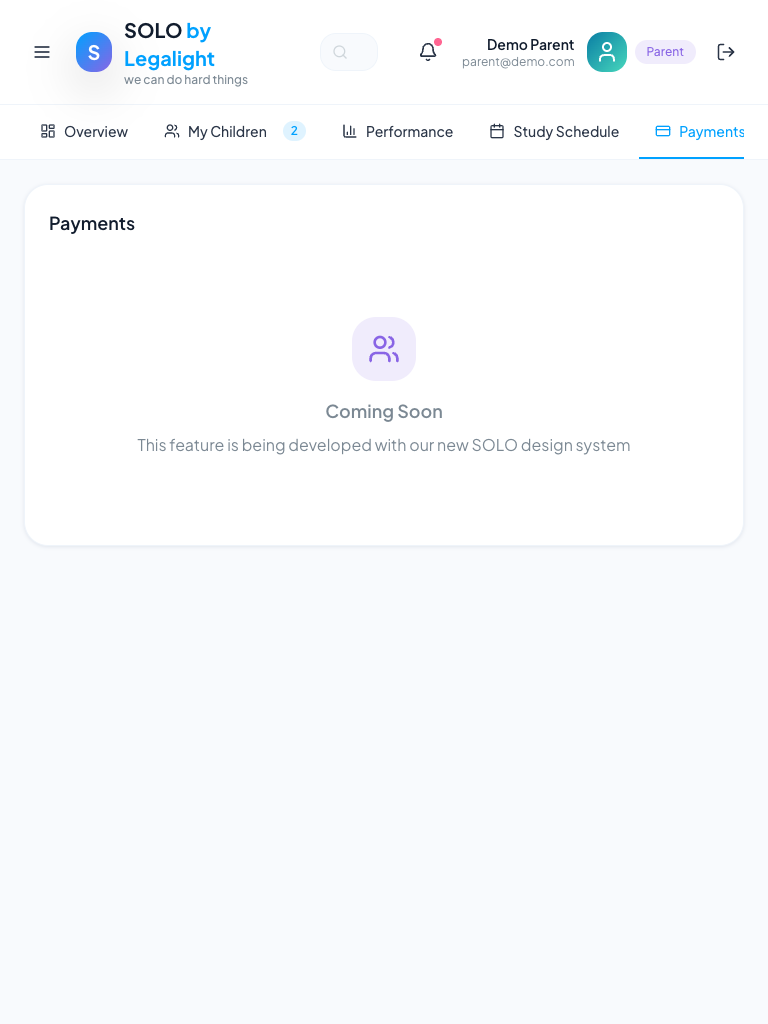 S
SOLO by
Legalight
we can do hard things
Demo Parent
parent@demo.com
Parent
Overview
My Children 2
Performance
Study Schedule
Payments
Payments
Coming Soon
This feature is being developed with our new SOLO design system